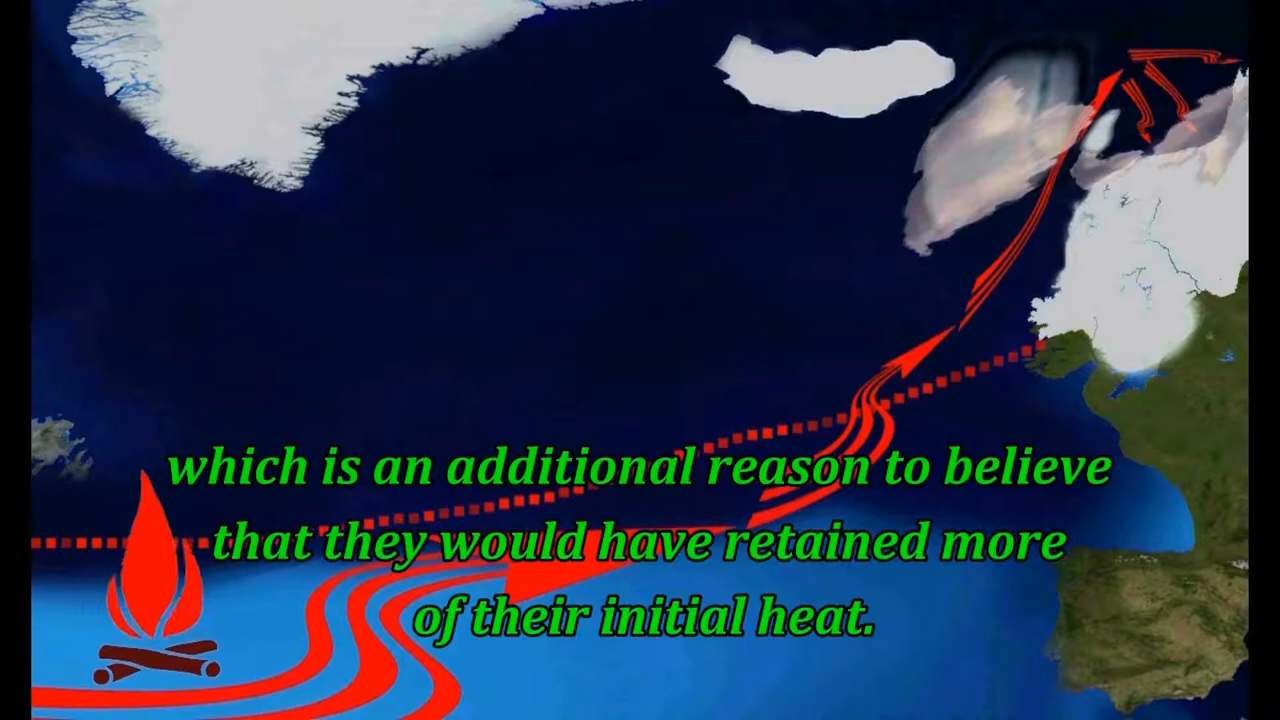 which is an additional reason to believe
that they would have retained more
of their initial heat.